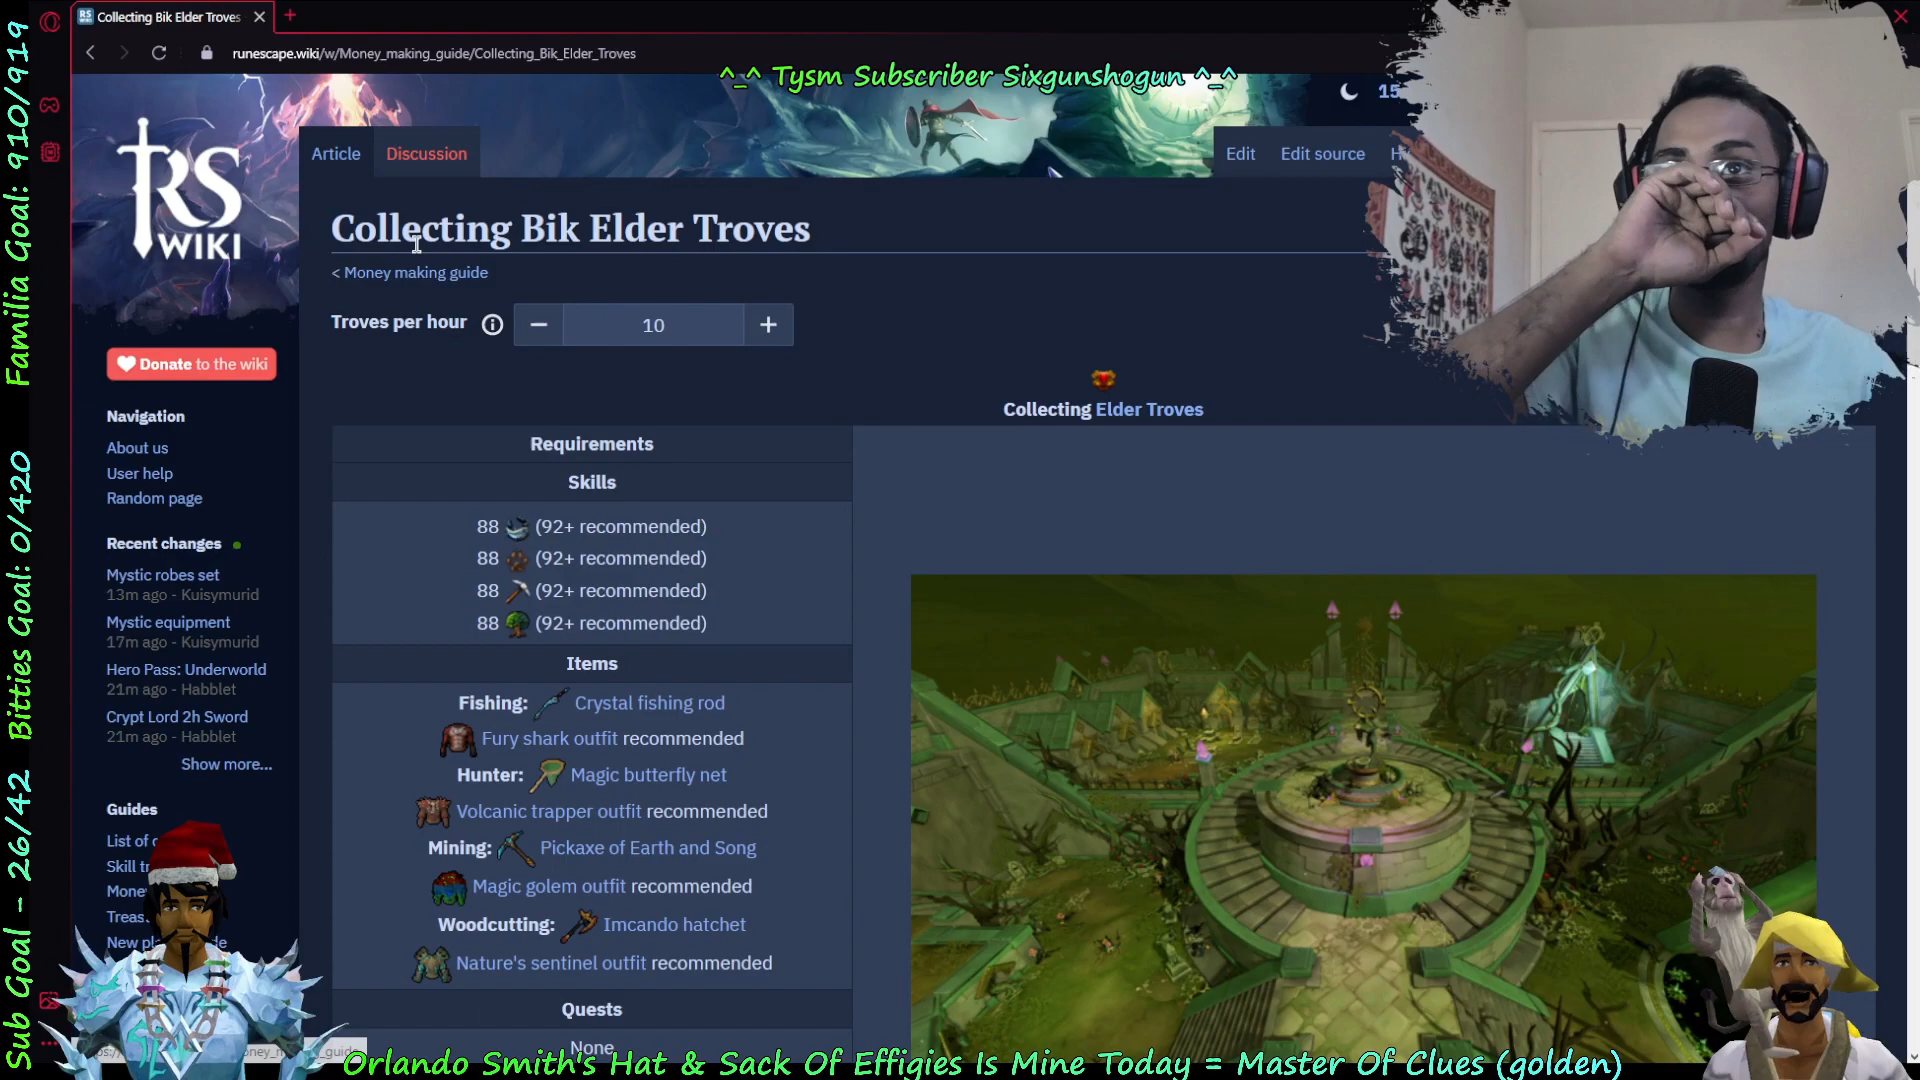 Collecting Bik Elder Troves
runescape.wiki/w/Money_making_guide/Collecting_Bik_Elder_Troves
^_^ Tysm Subscriber Sixgunshogun ^_^
15
RS
WIKI
Article
Discussion
Edit
Edit source
Collecting Bik Elder Troves
< Money making guide
Troves per hour
10
Collecting Elder Troves
Donate to the wiki
Navigation
About us
User help
Random page
Recent changes
Mystic robes set
13m ago - Kuisymurid
Mystic equipment
17m ago - Kuisymurid
Hero Pass: Underworld
21m ago - Habblet
Crypt Lord 2h Sword
21m ago - Habblet
Show more...
Guides
List of
Skill
Requirements
Skills
88 (92+ recommended)
88 (92+ recommended)
88 (92+ recommended)
88 (92+ recommended)
Items
Fishing: Crystal fishing rod
Fury shark outfit recommended
Hunter: Magic butterfly net
Volcanic trapper outfit recommended
Mining: Pickaxe of Earth and Song
Magic golem outfit recommended
Woodcutting: Imcando hatchet
Nature's sentinel outfit recommended
Quests
None
Sub Goal - 26/42 Bitties Goal: 0/420 Familia Goal: 910/919
Orlando Smith's Hat & Sack Of Effigies Is Mine Today = Master Of Clues (golden)